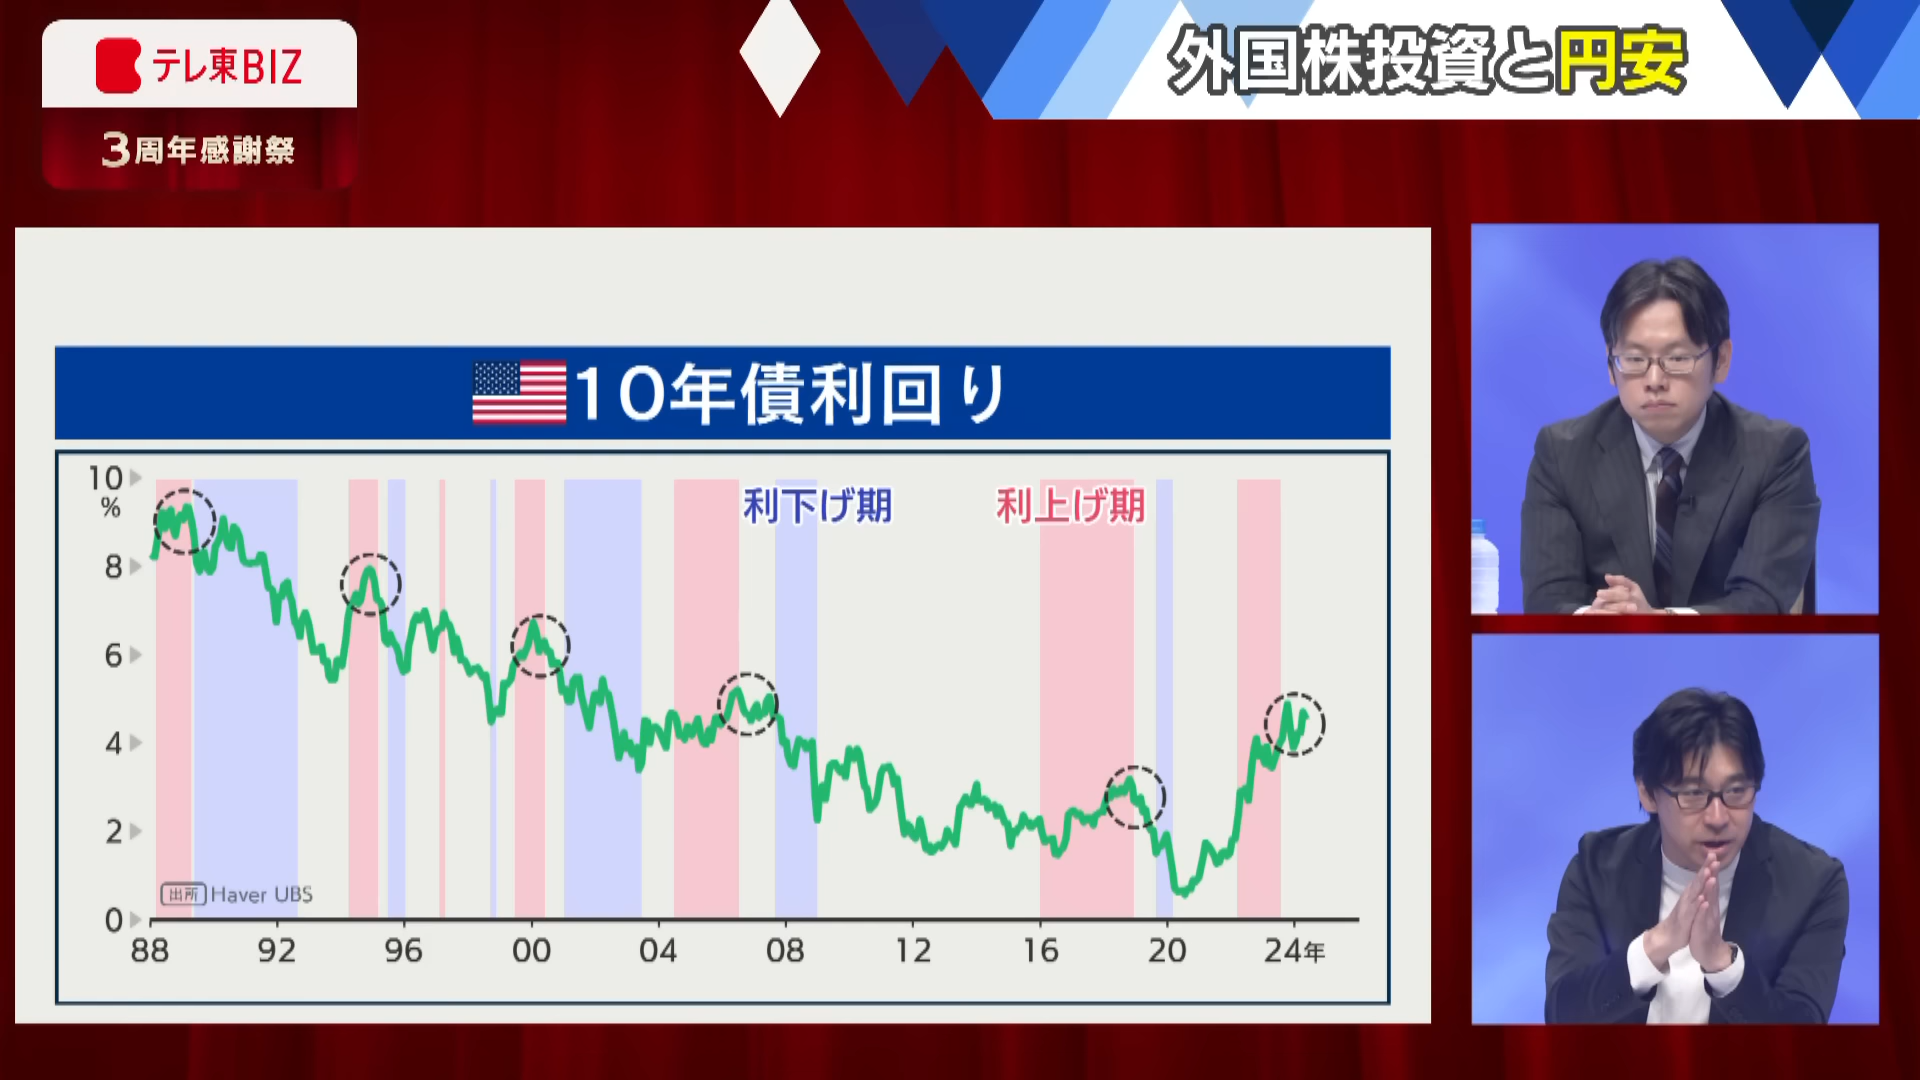 テレ東BIZ
3周年感謝祭
外国株投資と円安
10年債利回り
10
%
8
6
4
2
0
利下げ期
利上げ期
出所 Haver UBS
88 92 96 00 04 08 12 16 20 24年